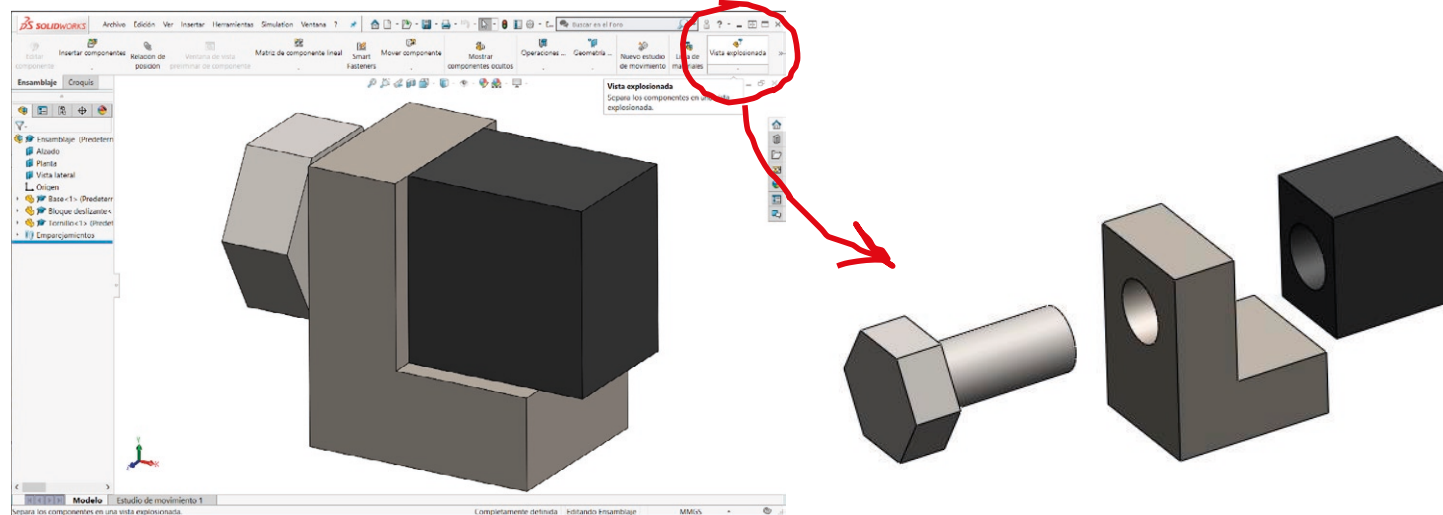 SOLIDWORKS Archivo Edición Ver Insertar Herramientas Simulation Ventana ? Buscar en el Foro
Editar componente
Insertar componentes
Relación de posición
Ventana de vista preliminar de componente
Matriz de componente lineal
Smart Fasteners
Mover componente
Mostrar componentes ocultos
Operaciones ...
Geometría ...
Nuevo estudio de movimiento
Lista de materiales
Vista explosionada
Ensamblaje Croquis
Vista explosionada
Separa los componentes en una vista
explosionada.
Ensamblaje (Predeterr
Alzado
Planta
Vista lateral
Origen
Base<1> (Predeterr
Bloque deslizante<
Tornillo<1> (Predet
Emparejamientos
Y
X
Modelo Estudio de movimiento 1
Separa los componentes en una vista explosionada.
Completamente definida Editando Ensamblaje MMGS